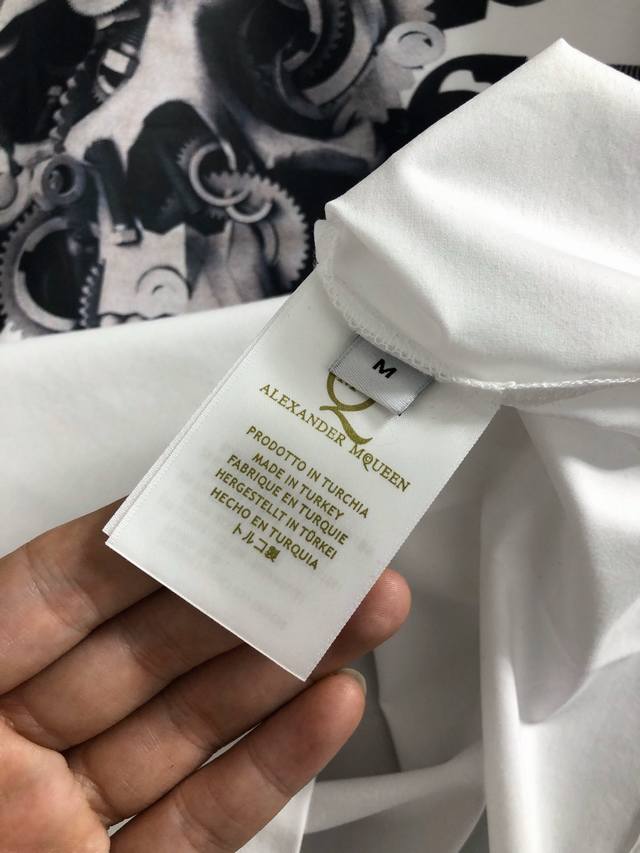 M
ALEXANDER MCQUEEN
PRODOTTO IN TURCHIA
MADE IN TURKEY
FABRIQUE EN TURQUIE
HERGESTELLT IN TÜRKEI
HECHO EN TURQUIA
トルコ製